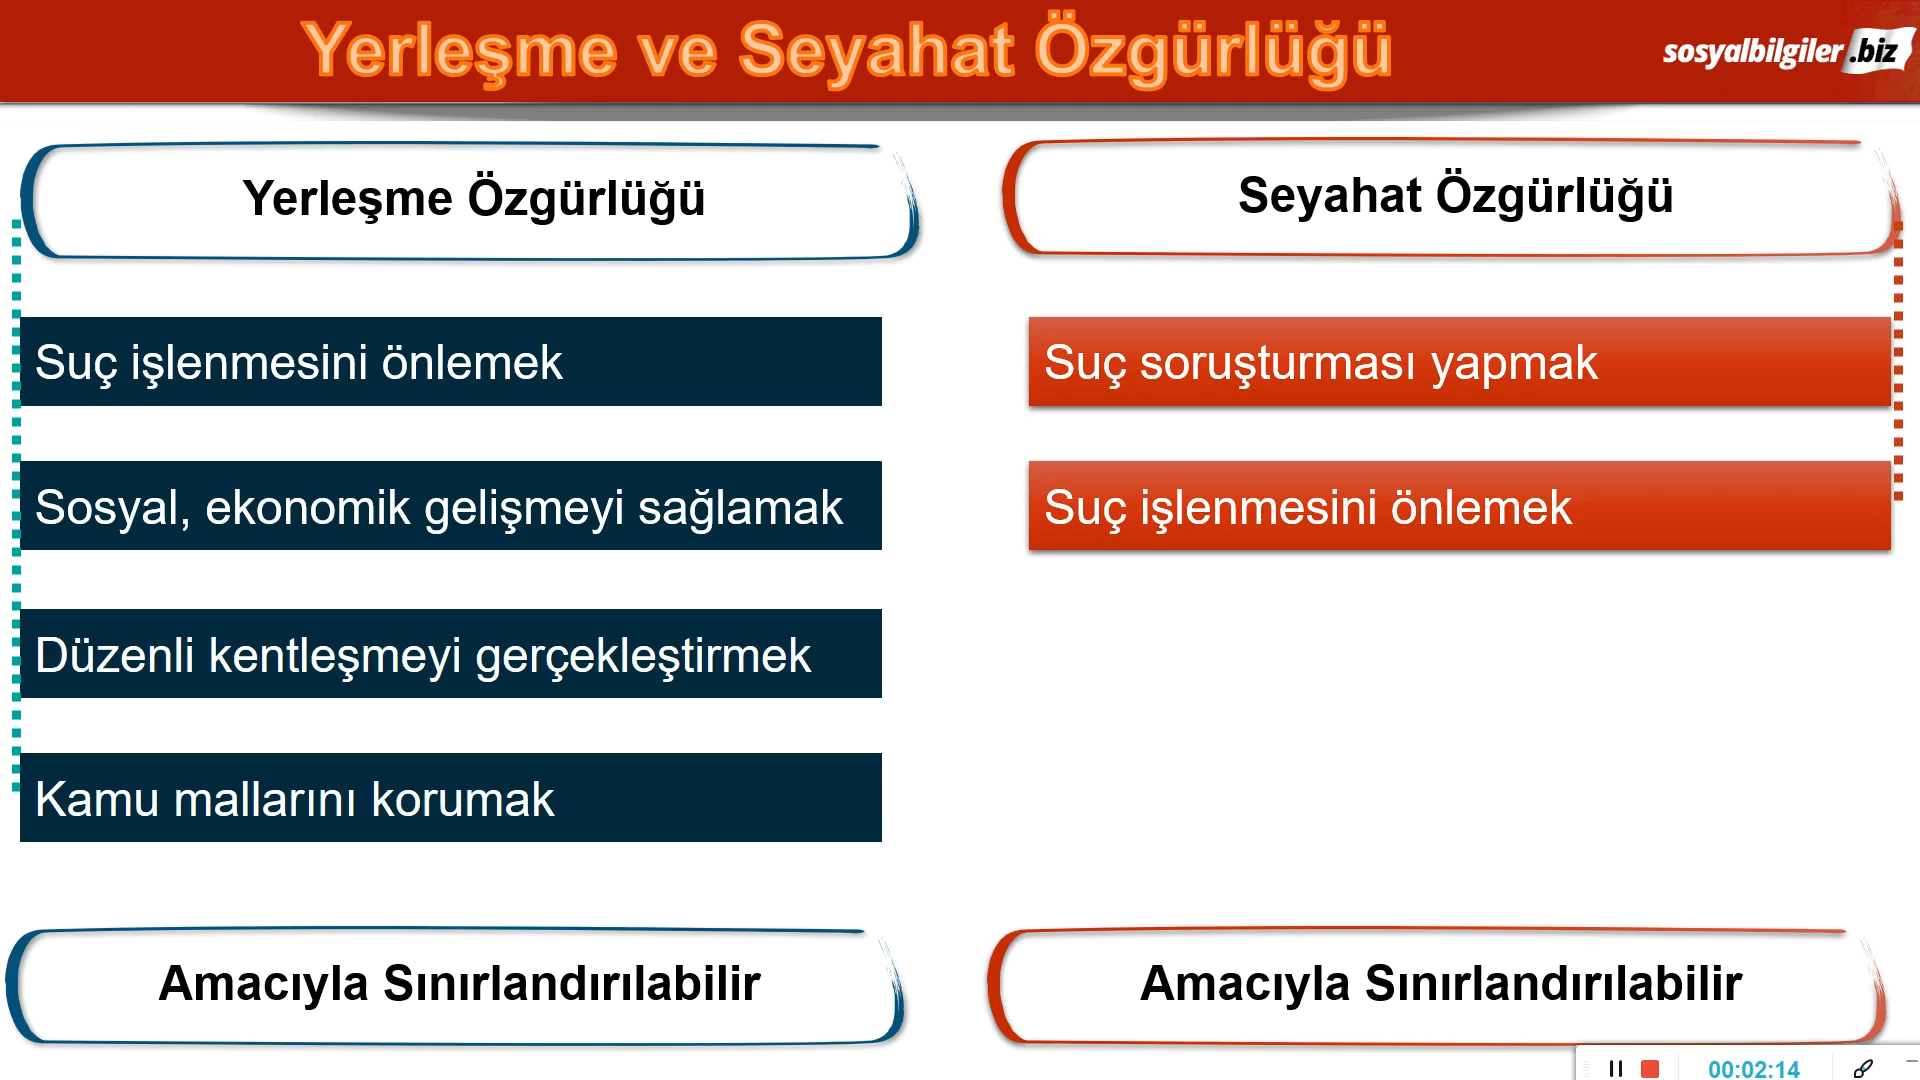 Yerleşme ve Seyahat Özgürlüğü
sosyalbilgiler.biz
Yerleşme Özgürlüğü
Suç işlenmesini önlemek
Sosyal, ekonomik gelişmeyi sağlamak
Düzenli kentleşmeyi gerçekleştirmek
Kamu mallarını korumak
Amacıyla Sınırlandırılabilir
Seyahat Özgürlüğü
Suç soruşturması yapmak
Suç işlenmesini önlemek
Amacıyla Sınırlandırılabilir
00:02:14